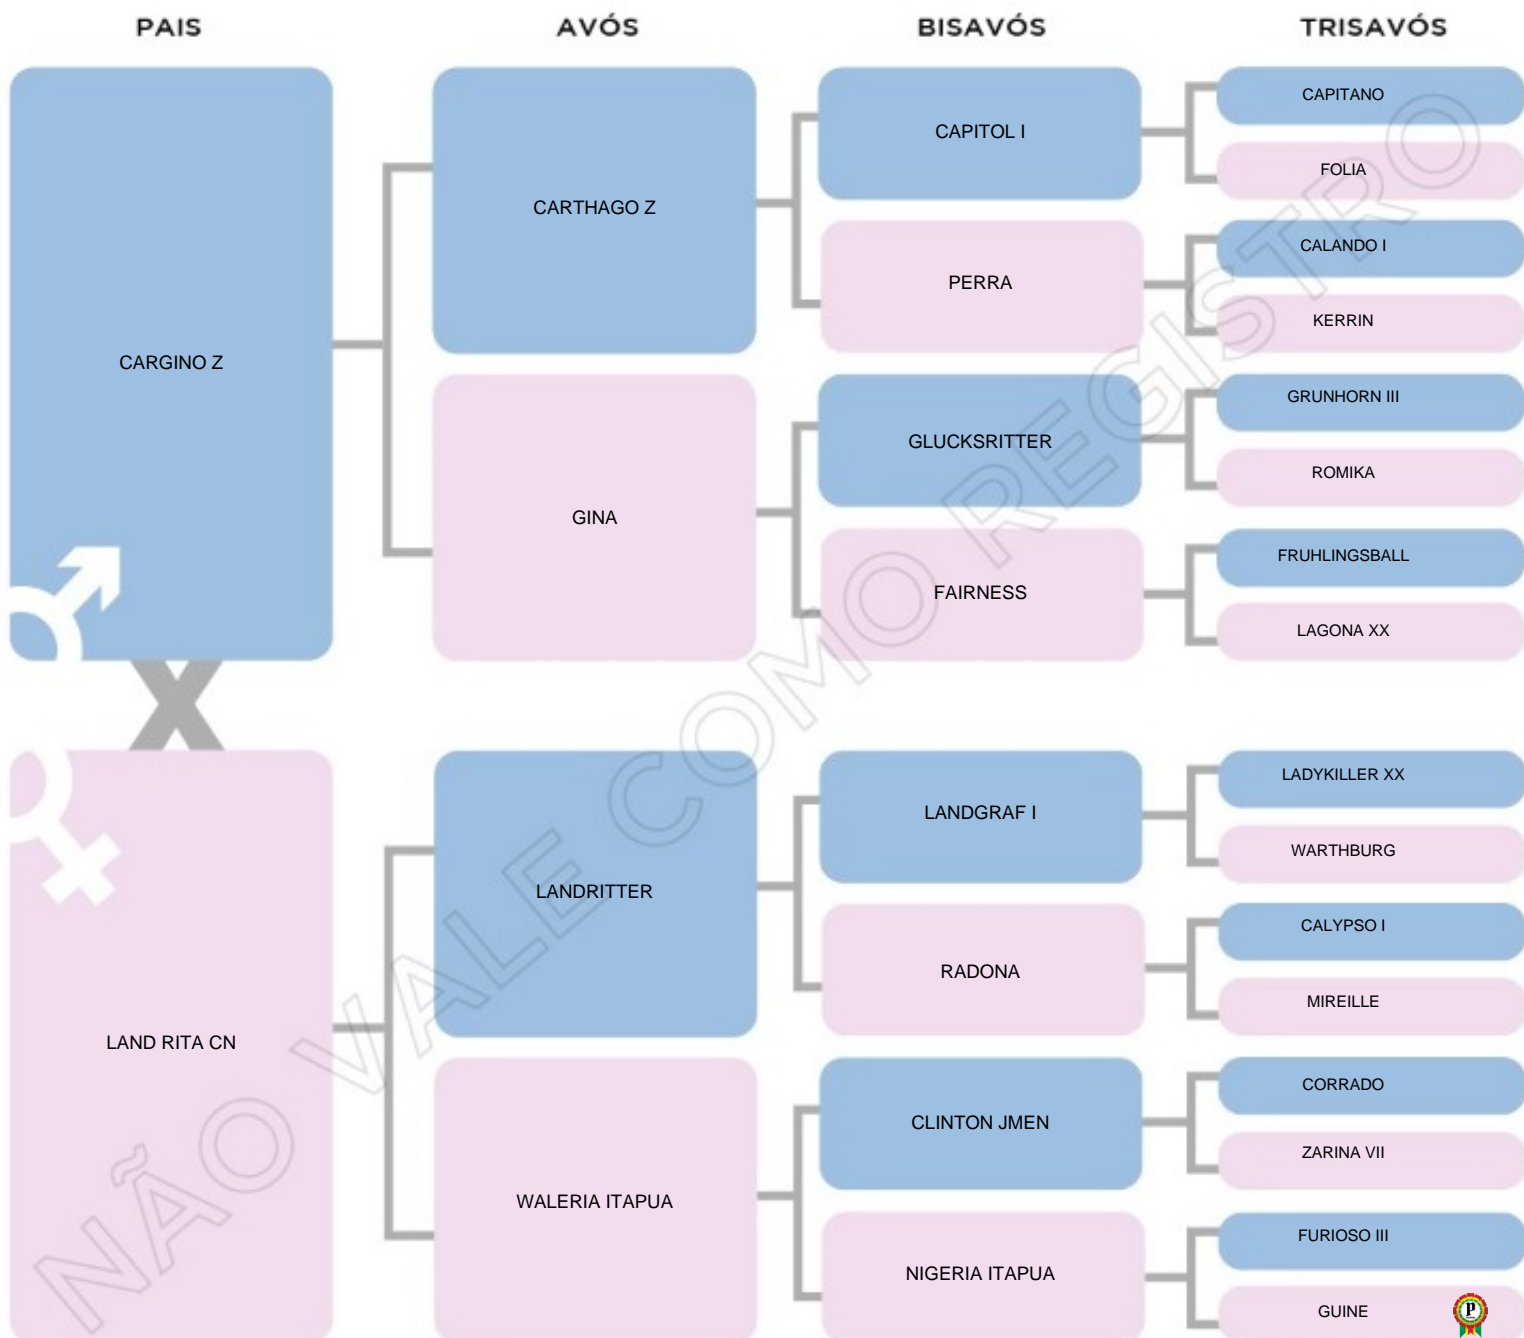 PAIS AVÓS BISAVÓS TRISAVÓS
CARGINO Z
CARTHAGO Z
CAPITOL I
CAPITANO
FOLIA
PERRA
CALANDO I
KERRIN
GINA
GLUCKSRITTER
GRUNHORN III
ROMIKA
FAIRNESS
FRUHLINGSBALL
LAGONA XX
X
LAND RITA CN
LANDRITTER
LANDGRAF I
LADYKILLER XX
WARTHBURG
RADONA
CALYPSO I
MIREILLE
WALERIA ITAPUA
CLINTON JMEN
CORRADO
ZARINA VII
NIGERIA ITAPUA
FURIOSO III
GUINE
P
NÃO VALE COMO REGISTRO